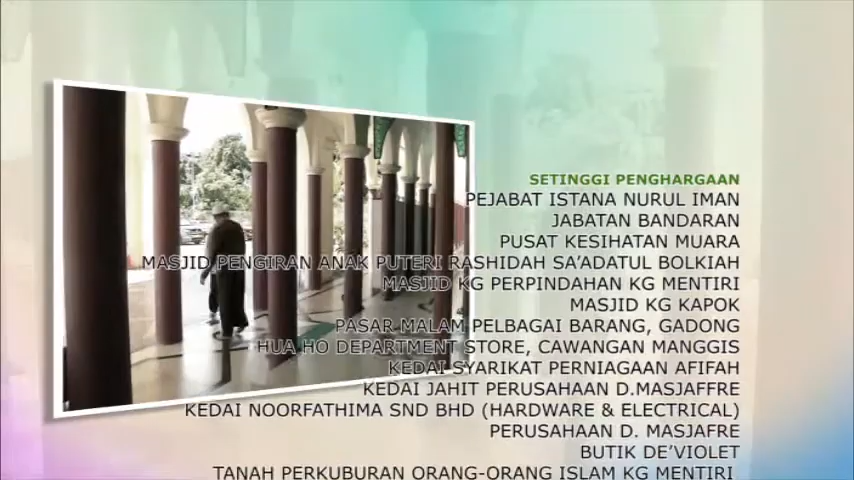 SETINGGI PENGHARGAAN
PEJABAT ISTANA NURUL IMAN
JABATAN BANDARAN
PUSAT KESIHATAN MUARA
MASJID PENGIRAN ANAK PUTERI RASHIDAH SA'ADATUL BOLKIAH
MASJID KG PERPINDAHAN KG MENTIRI
MASJID KG KAPOK
PASAR MALAM PELBAGAI BARANG, GADONG
HUA HO DEPARTMENT STORE, CAWANGAN MANGGIS
KEDAI SYARIKAT PERNIAGAAN AFIFAH
KEDAI JAHIT PERUSAHAAN D.MASJAFFRE
KEDAI NOORFATHIMA SND BHD (HARDWARE & ELECTRICAL)
PERUSAHAAN D. MASJAFRE
BUTIK DE'VIOLET
TANAH PERKUBURAN ORANG-ORANG ISLAM KG MENTIRI